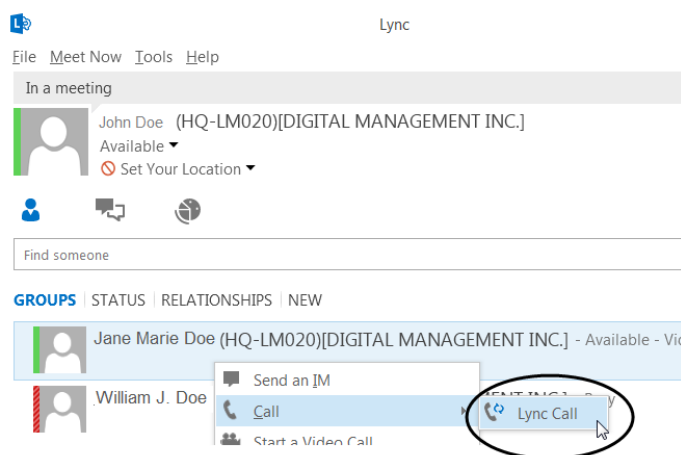 Lync
File Meet Now Tools Help
In a meeting
John Doe (HQ-LM020)[DIGITAL MANAGEMENT INC.]
Available
Set Your Location
Find someone
GROUPS STATUS RELATIONSHIPS NEW
Jane Marie Doe (HQ-LM020)[DIGITAL MANAGEMENT INC.] - Available - Vi
Send an IM
William J. Doe
Call
Lync Call
Start a Video Call